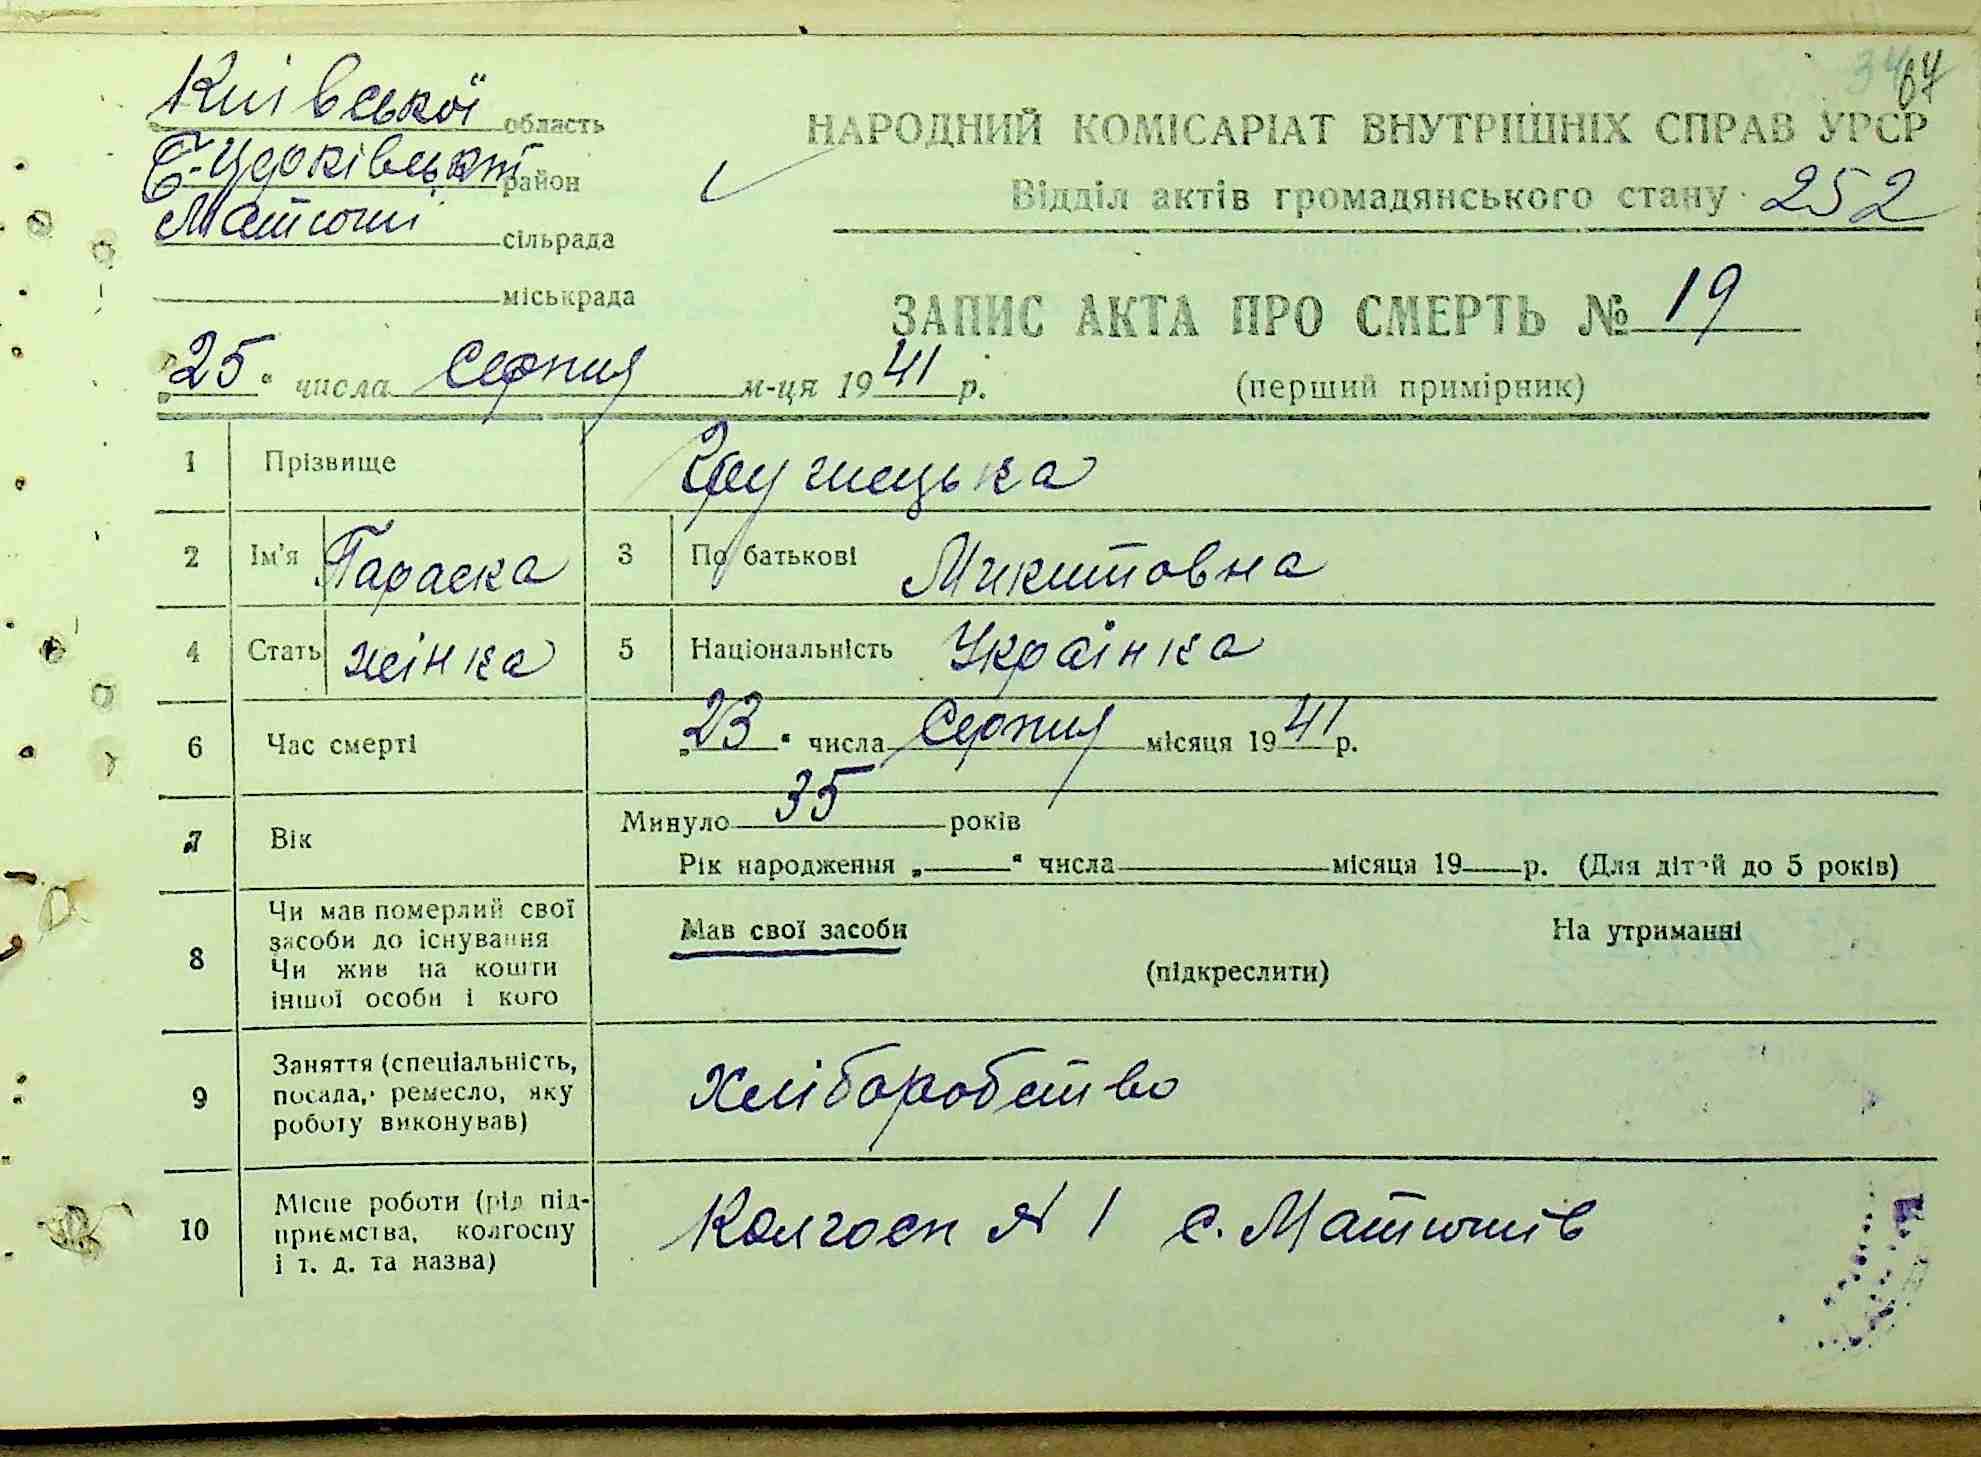 64
Київської область
НАРОДНИЙ КОМІСАРІАТ ВНУТРІШНІХ СПРАВ УРСР
Б-Церківський район
Відділ актів громадянського стану 252
Матюші сільрада
міськрада
ЗАПИС АКТА ПРО СМЕРТЬ № 19
„25“ числа Серпня м-ця 1941 р.
(перший примірник)
1 Прізвище
2 Ім'я Параска 3 По батькові Микитовна
4 Стать жінка 5 Національність Українка
6 Час смерті „23“ числа Серпня місяця 1941 р.
7 Вік Минуло 35 років
Рік народження „ “ числа місяця 19 р. (Для дітей до 5 років)
8 Чи мав померлий свої
засоби до існування
Чи жив на кошти
іншої особи і кого
Мав свої засоби На утриманні
(підкреслити)
9 Заняття (спеціальність,
посада, ремесло, яку
роботу виконував)
Хліборобство
10 Місце роботи (рід під-
приємства, колгоспу
і т. д. та назва)
Колгосп № 1 с. Матюшів